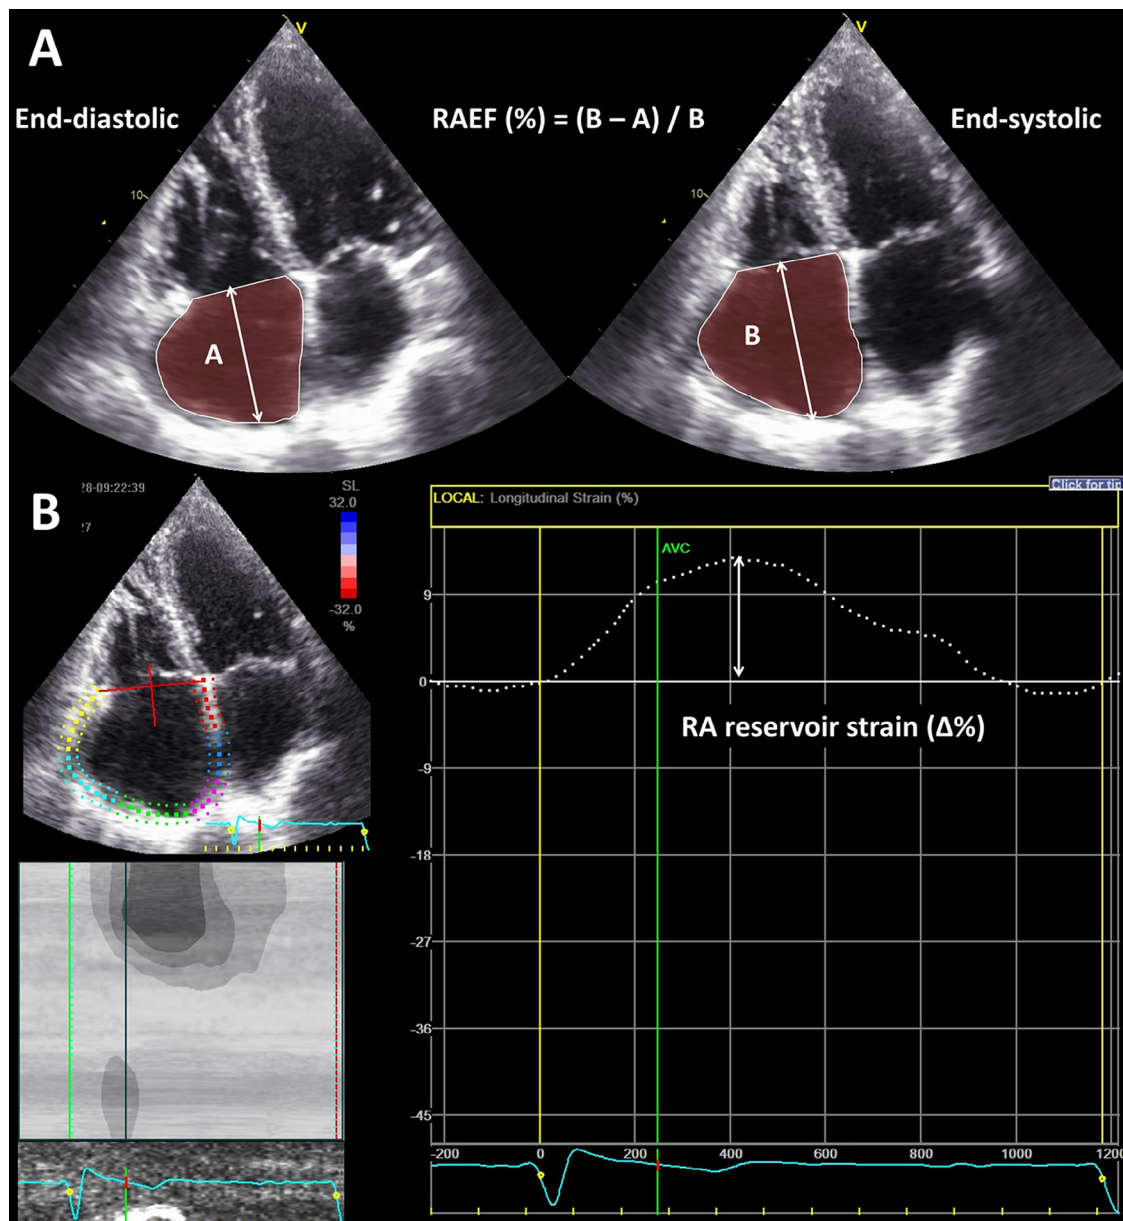 A
V
V
End-diastolic
RAEF (%) = (B – A) / B
End-systolic
10
10
A
B
B
28-09:22:39
27
SL
32.0
-32.0
%
Click for tip
LOCAL: Longitudinal Strain (%)
AVC
9
0
RA reservoir strain (Δ%)
-9
-18
-27
-36
-45
-200
0
200
400
600
800
1000
1200